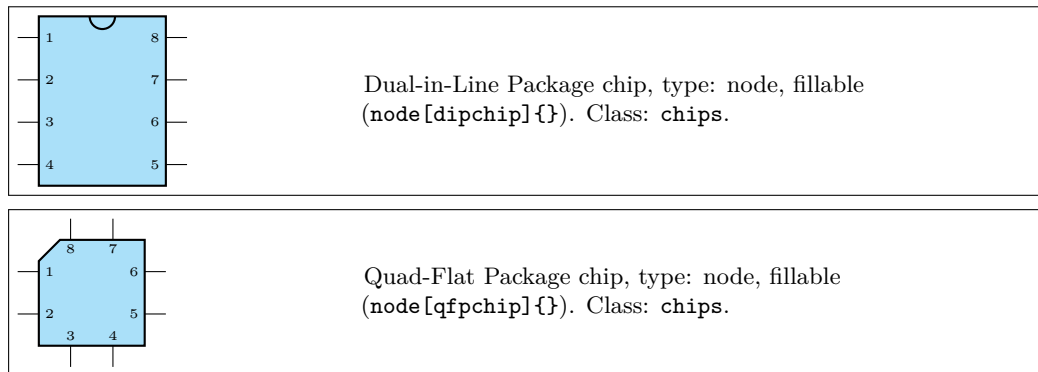 1 8
2 7
3 6
4 5
Dual-in-Line Package chip, type: node, fillable
(node[dipchip]{}). Class: chips.
8 7
1 6
2 5
3 4
Quad-Flat Package chip, type: node, fillable
(node[qfpchip]{}). Class: chips.